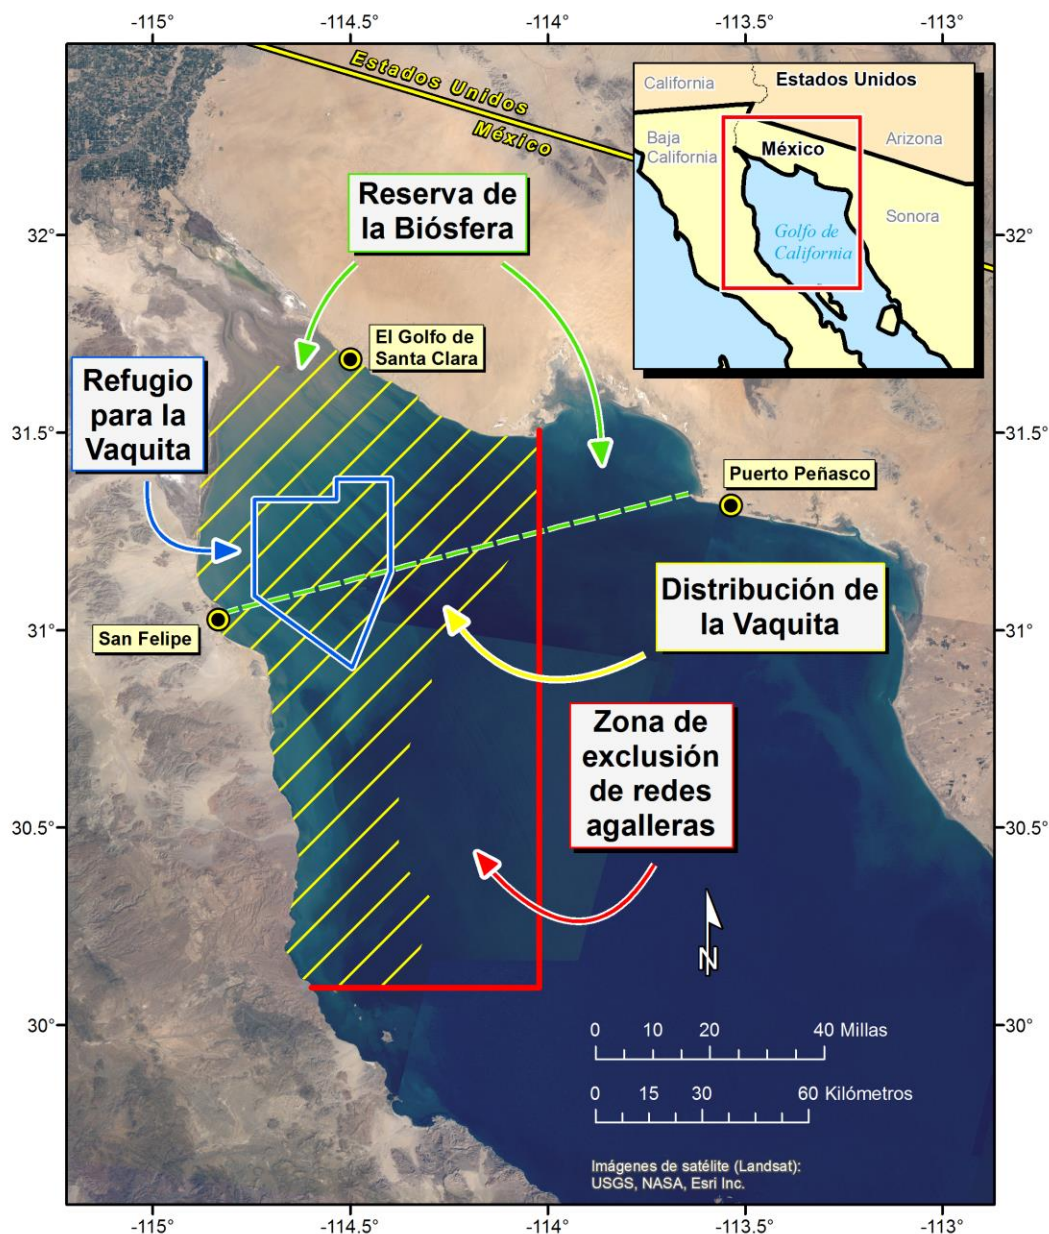 -115°
-114.5°
-114°
-113.5°
-113°
Estados Unidos
México
California
Estados Unidos
Baja
California
México
Arizona
Sonora
Golfo de
California
Reserva de
la Biósfera
32°
32°
El Golfo de
Santa Clara
Refugio
para la
Vaquita
31.5°
31.5°
Puerto Peñasco
Distribución de
la Vaquita
San Felipe
31°
31°
Zona de
exclusión
de redes
agalleras
30.5°
30.5°
N
30°
30°
0 10 20 40 Millas
0 15 30 60 Kilómetros
Imágenes de satélite (Landsat):
USGS, NASA, Esri Inc.
-115°
-114.5°
-114°
-113.5°
-113°